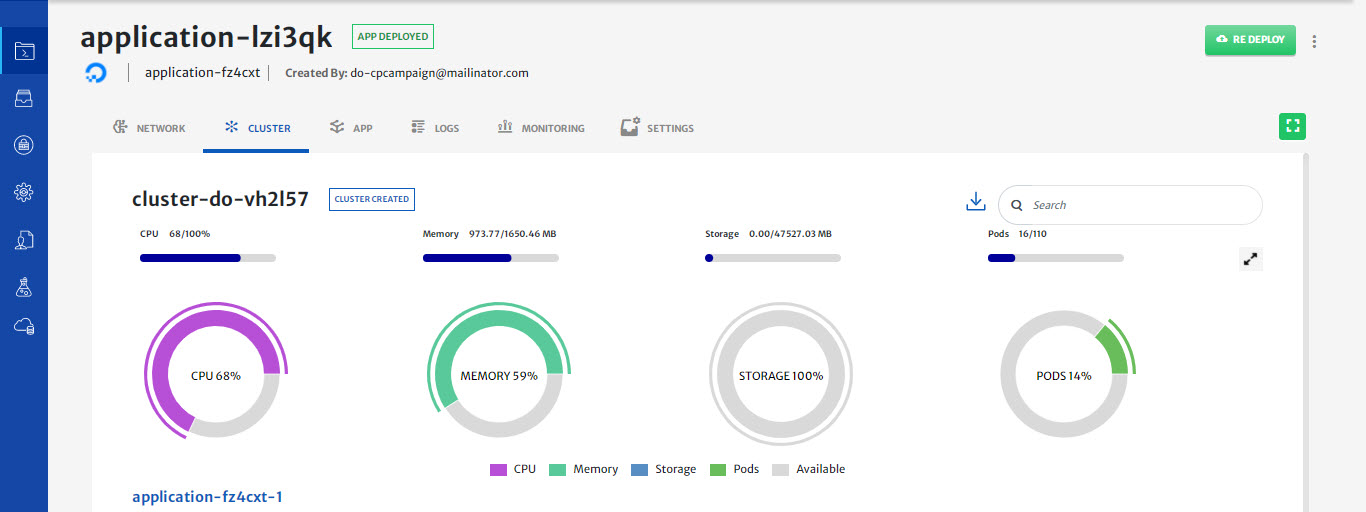 application-lzi3qk APP DEPLOYED RE DEPLOY
application-fz4cxt Created By: do-cpcampaign@mailinator.com
NETWORK CLUSTER APP LOGS MONITORING SETTINGS
cluster-do-vh2l57 CLUSTER CREATED Search
CPU 68/100% Memory 973.77/1650.46 MB Storage 0.00/47527.03 MB Pods 16/110
CPU 68% MEMORY 59% STORAGE 100% PODS 14%
CPU Memory Storage Pods Available
application-fz4cxt-1